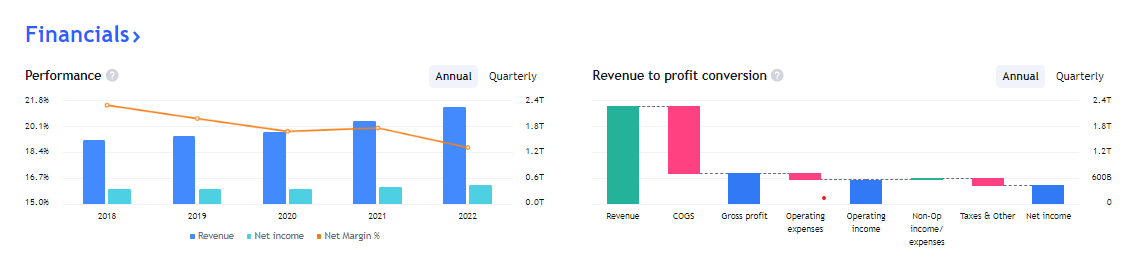 Financials›
Performance ?
Annual Quarterly
21.8% 2.4T
20.1% 1.8T
18.4% 1.2T
16.7% 0.6T
15.0% 0.0T
2018 2019 2020 2021 2022
Revenue Net income Net Margin %
Revenue to profit conversion ?
Annual Quarterly
2.4T
1.8T
1.2T
600B
0
Revenue COGS Gross profit Operating Operating Non-Op Taxes & Other Net income
expenses income income/
expenses